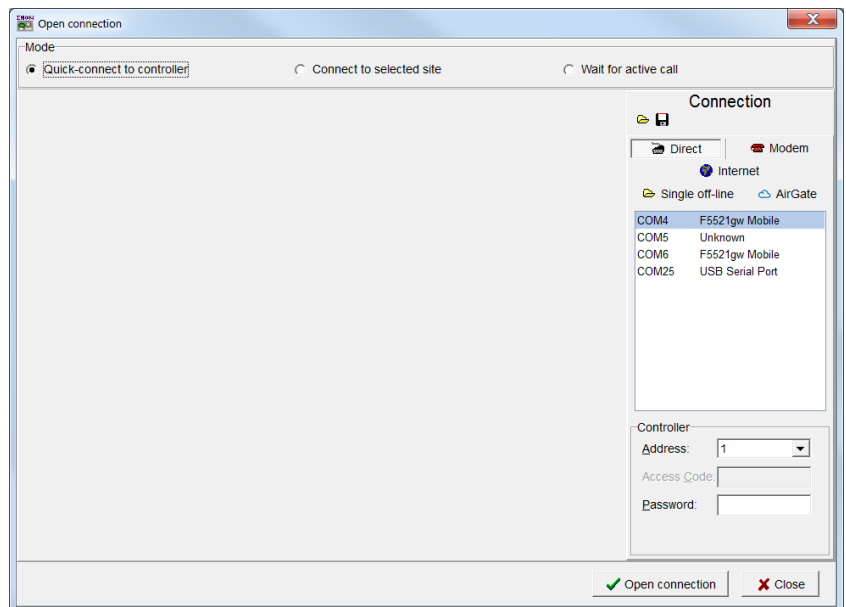 Open connection
Mode
Quick-connect to controller
Connect to selected site
Wait for active call
Connection
Direct
Modem
Internet
Single off-line
AirGate
COM4 F5521gw Mobile
COM5 Unknown
COM6 F5521gw Mobile
COM25 USB Serial Port
Controller
Address: 1
Access Code:
Password:
Open connection
Close